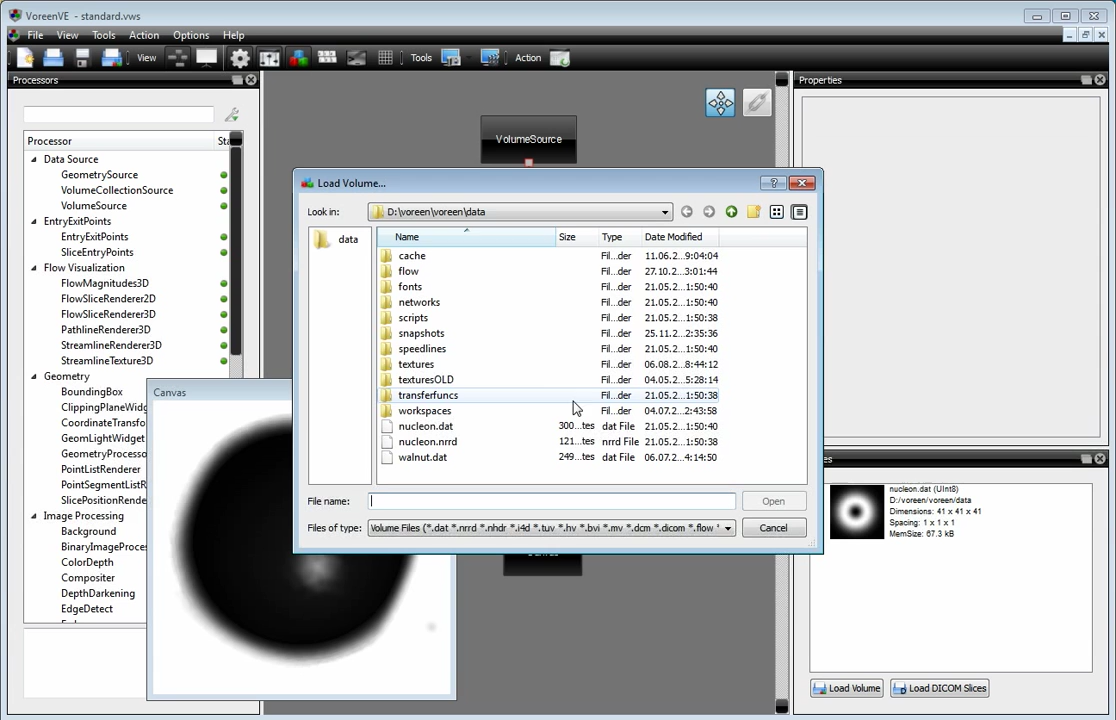 VoreenVE - standard.vws
File View Tools Action Options Help
View Tools Action
Processors
Processor Sta
Data Source
GeometrySource
VolumeCollectionSource
VolumeSource
EntryExitPoints
EntryExitPoints
SliceEntryPoints
Flow Visualization
FlowMagnitudes3D
FlowSliceRenderer2D
FlowSliceRenderer3D
PathlineRenderer3D
StreamlineRenderer3D
StreamlineTexture3D
Geometry
BoundingBox
ClippingPlaneWidg
CoordinateTransfo
GeomLightWidget
GeometryProcesso
PointListRenderer
PointSegmentListR
SlicePositionRende
Image Processing
Background
BinaryImageProces
ColorDepth
Compositer
DepthDarkening
EdgeDetect
Canvas
VolumeSource
Load Volume...
Look in: D:\voreen\voreen\data
data
Name Size Type Date Modified
cache Fil...der 11.06.2...9:04:04
flow Fil...der 27.10.2...3:01:44
fonts Fil...der 21.05.2...1:50:40
networks Fil...der 21.05.2...1:50:40
scripts Fil...der 21.05.2...1:50:38
snapshots Fil...der 25.11.2...2:35:36
speedlines Fil...der 21.05.2...1:50:40
textures Fil...der 06.08.2...8:44:12
texturesOLD Fil...der 04.05.2...5:28:14
transferfuncs Fil...der 21.05.2...1:50:38
workspaces Fil...der 04.07.2...2:43:58
nucleon.dat 300...tes dat File 21.05.2...1:50:40
nucleon.nrrd 121...tes nrrd File 21.05.2...1:50:38
walnut.dat 249...tes dat File 06.07.2...4:14:50
File name: Open
Files of type: Volume Files (*.dat *.nrrd *.nhdr *.i4d *.tuv *.hv *.bvi *.mv *.dcm *.dicom *.flow * Cancel
Properties
es
nucleon.dat (UInt8)
D:/voreen/voreen/data
Dimensions: 41 x 41 x 41
Spacing: 1 x 1 x 1
MemSize: 67.3 kB
Load Volume Load DICOM Slices